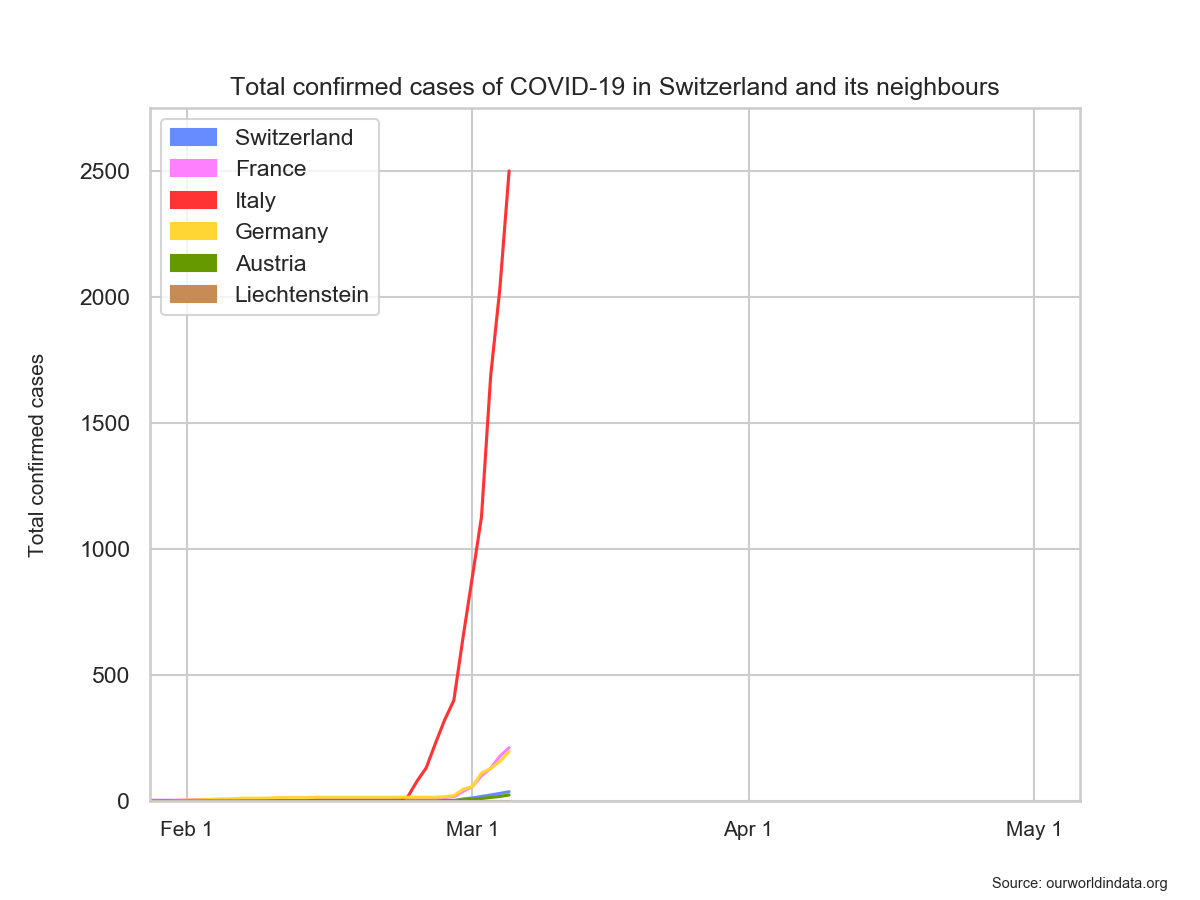 Total confirmed cases of COVID-19 in Switzerland and its neighbours
Switzerland
France
Italy
Germany
Austria
Liechtenstein
Total confirmed cases
2500
2000
1500
1000
500
0
Feb 1
Mar 1
Apr 1
May 1
Source: ourworldindata.org